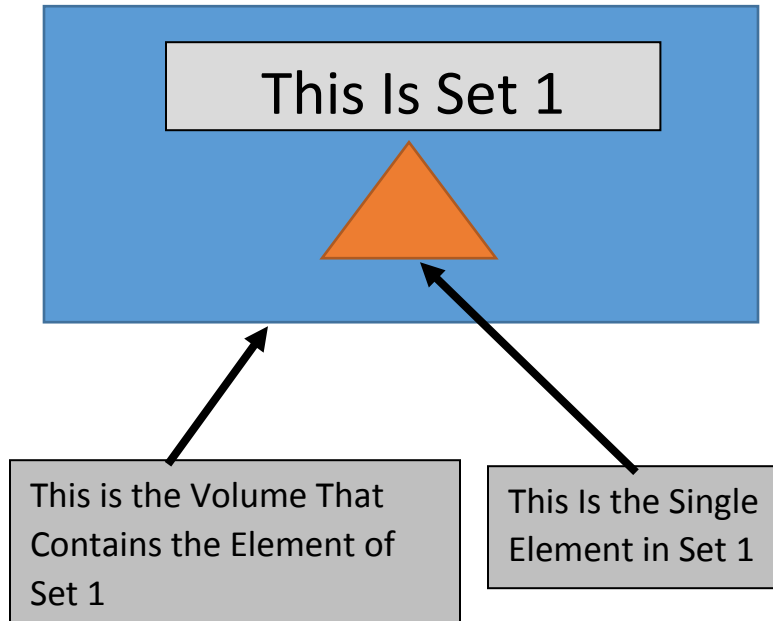 This Is Set 1
This is the Volume That
Contains the Element of
Set 1
This Is the Single
Element in Set 1